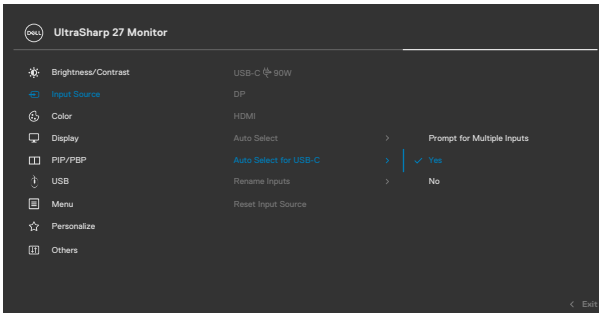 DELL UltraSharp 27 Monitor
Brightness/Contrast
USB-C 90W
Input Source
DP
Color
HDMI
Display
Auto Select
Prompt for Multiple Inputs
PIP/PBP
Auto Select for USB-C
Yes
USB
Rename Inputs
No
Menu
Reset Input Source
Personalize
Others
Exit